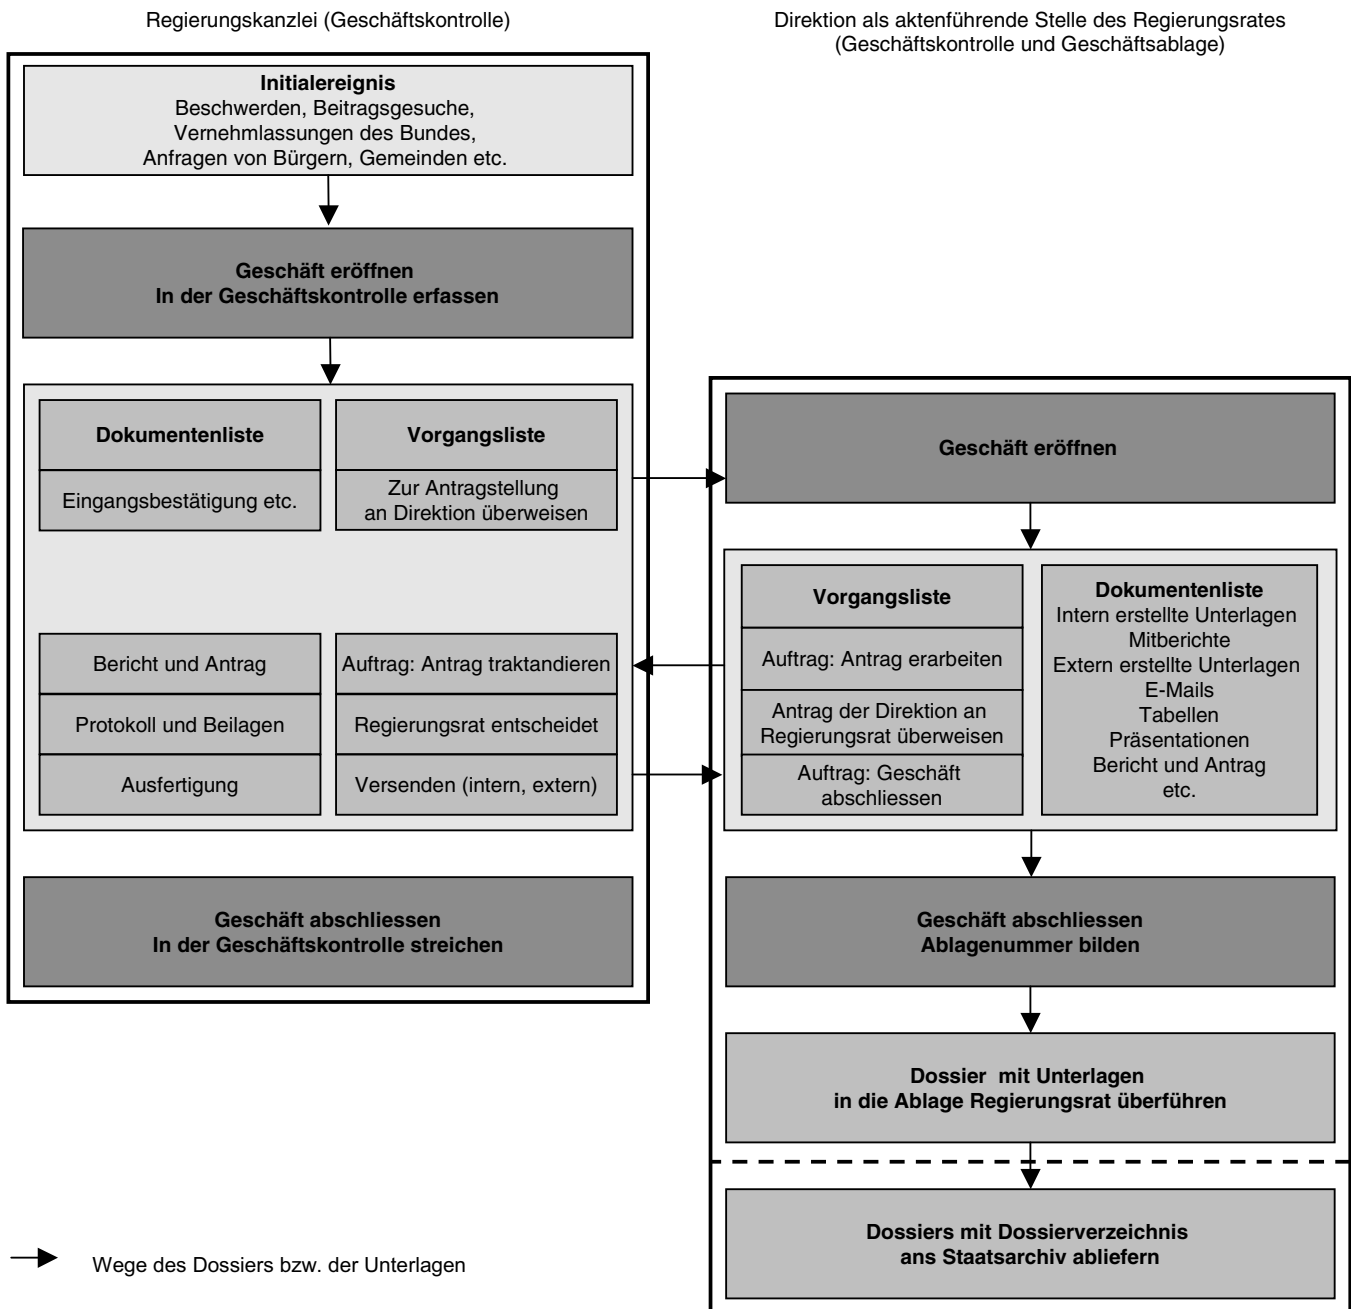 Regierungskanzlei (Geschäftskontrolle)
Direktion als aktenführende Stelle des Regierungsrates
(Geschäftskontrolle und Geschäftsablage)
Initialereignis
Beschwerden, Beitragsgesuche,
Vernehmlassungen des Bundes,
Anfragen von Bürgern, Gemeinden etc.
Geschäft eröffnen
In der Geschäftskontrolle erfassen
Dokumentenliste
Eingangsbestätigung etc.
Vorgangsliste
Zur Antragstellung
an Direktion überweisen
Bericht und Antrag
Auftrag: Antrag traktandieren
Protokoll und Beilagen
Regierungsrat entscheidet
Ausfertigung
Versenden (intern, extern)
Geschäft abschliessen
In der Geschäftskontrolle streichen
Geschäft eröffnen
Vorgangsliste
Auftrag: Antrag erarbeiten
Antrag der Direktion an
Regierungsrat überweisen
Auftrag: Geschäft
abschliessen
Dokumentenliste
Intern erstellte Unterlagen
Mitberichte
Extern erstellte Unterlagen
E-Mails
Tabellen
Präsentationen
Bericht und Antrag
etc.
Geschäft abschliessen
Ablagenummer bilden
Dossier mit Unterlagen
in die Ablage Regierungsrat überführen
Dossiers mit Dossierverzeichnis
ans Staatsarchiv abliefern
Wege des Dossiers bzw. der Unterlagen